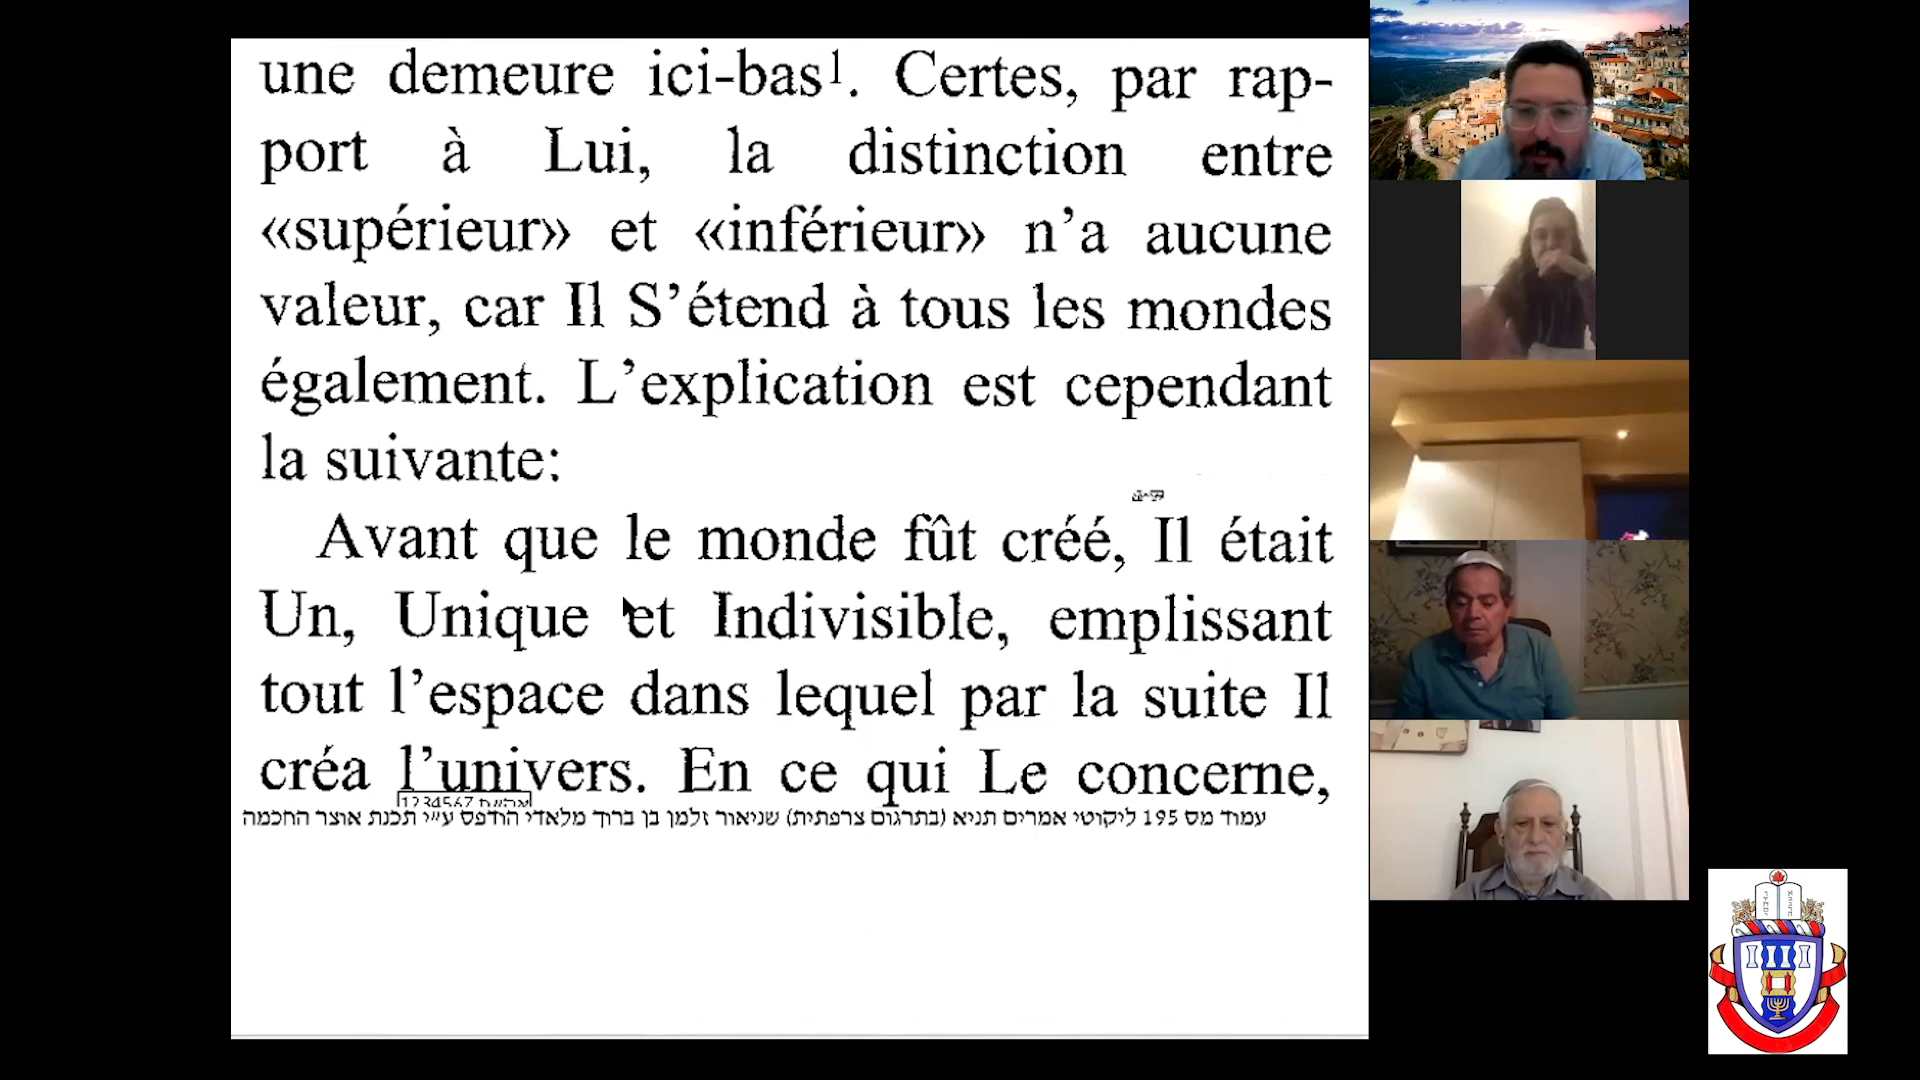 une demeure ici-bas¹. Certes, par rap-
port à Lui, la distinction entre
«supérieur» et «inférieur» n’a aucune
valeur, car Il S’étend à tous les mondes
également. L’explication est cependant
la suivante:
Avant que le monde fût créé, Il était
Un, Unique et Indivisible, emplissant
tout l’espace dans lequel par la suite Il
créa l’univers. En ce qui Le concerne,
1234567
עמוד מס 195 ליקוטי אמרים תניא (בתרגום צרפתית) שניאור זלמן בן ברוך מלאדי הודפס ע״י תכנת אוצר החכמה